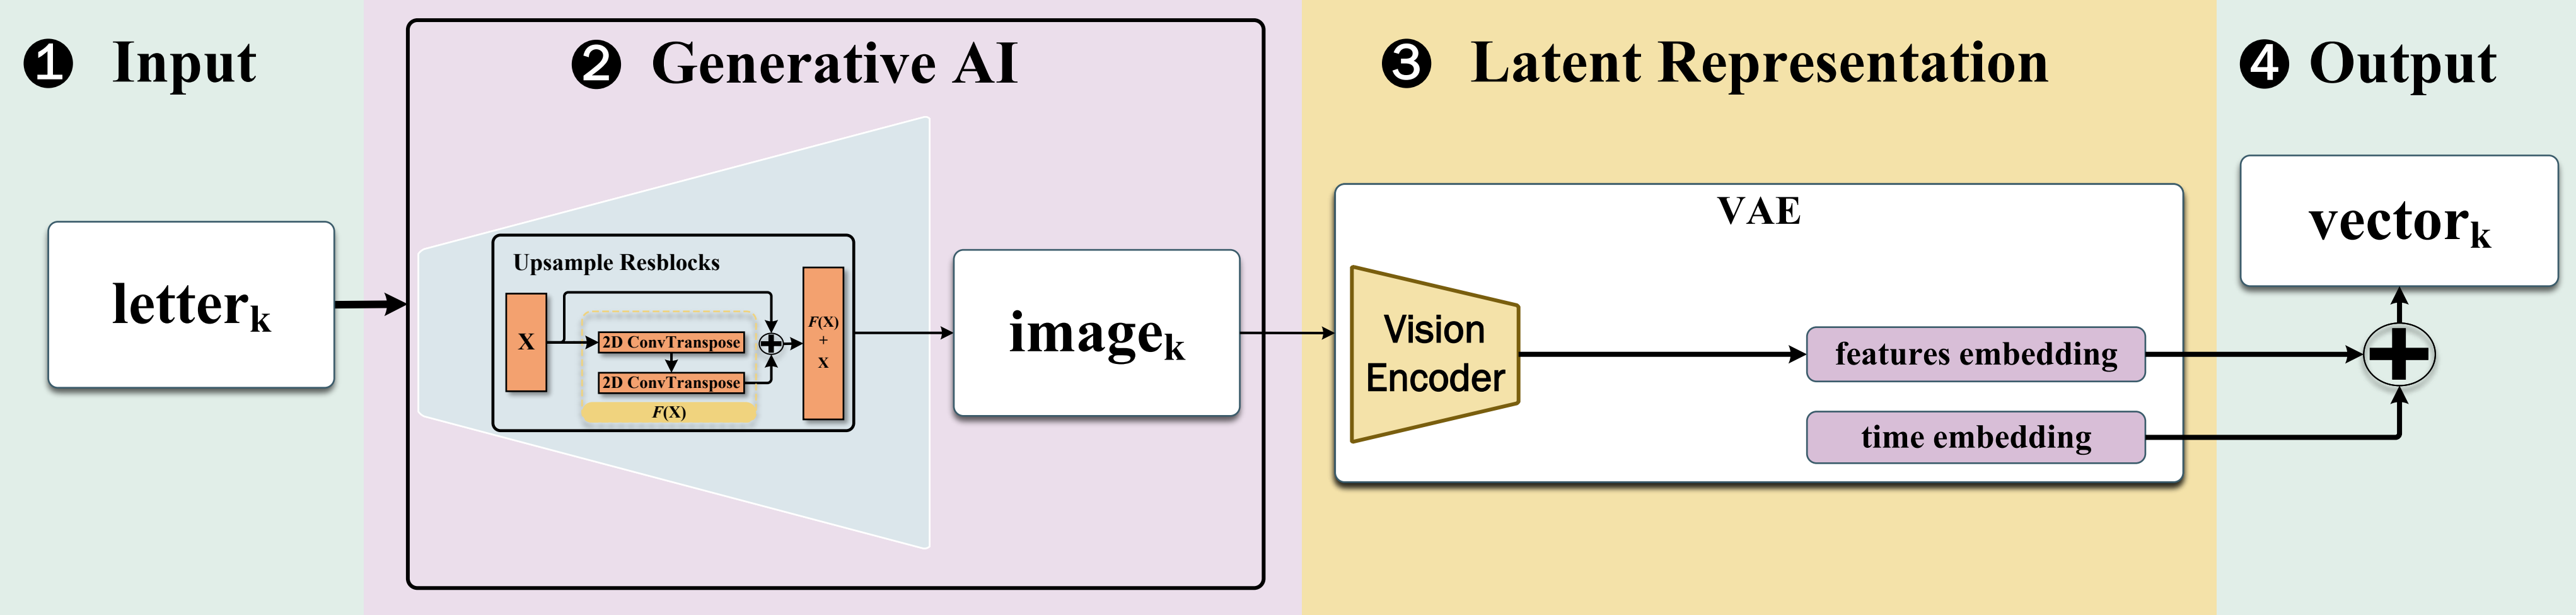 ❶ Input
❷ Generative AI
❸ Latent Representation
❹ Output
letterk
Upsample Resblocks
X
2D ConvTranspose
2D ConvTranspose
F(X)
F(X)
+
X
imagek
VAE
Vision
Encoder
features embedding
time embedding
vectork